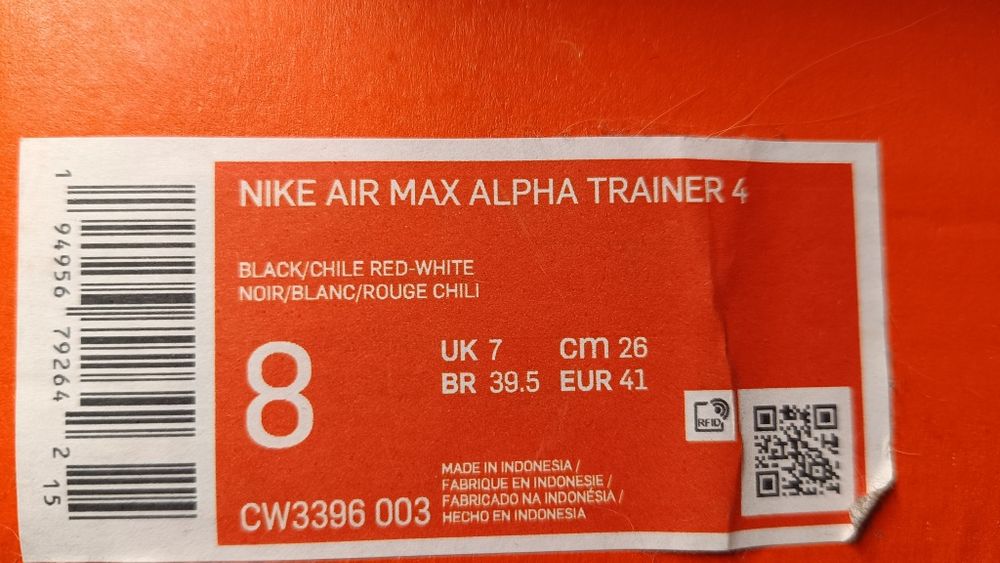 NIKE AIR MAX ALPHA TRAINER 4
BLACK/CHILE RED-WHITE
NOIR/BLANC/ROUGE CHILI
8
UK 7 cm 26
BR 39.5 EUR 41
RFID
MADE IN INDONESIA /
FABRIQUE EN INDONESIE /
FABRICADO NA INDONÉSIA /
HECHO EN INDONESIA
CW3396 003
1 94956 79264 2 15